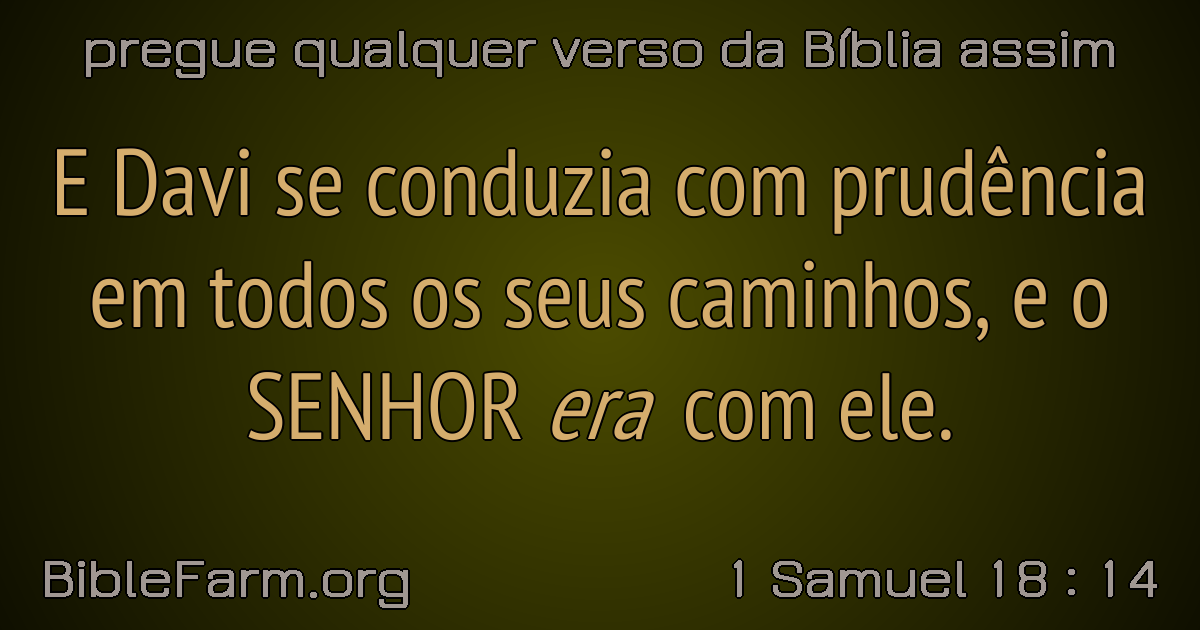 pregue qualquer verso da Bíblia assim
E Davi se conduzia com prudência
em todos os seus caminhos, e o
SENHOR era com ele.
BibleFarm.org
1 Samuel 18 : 14